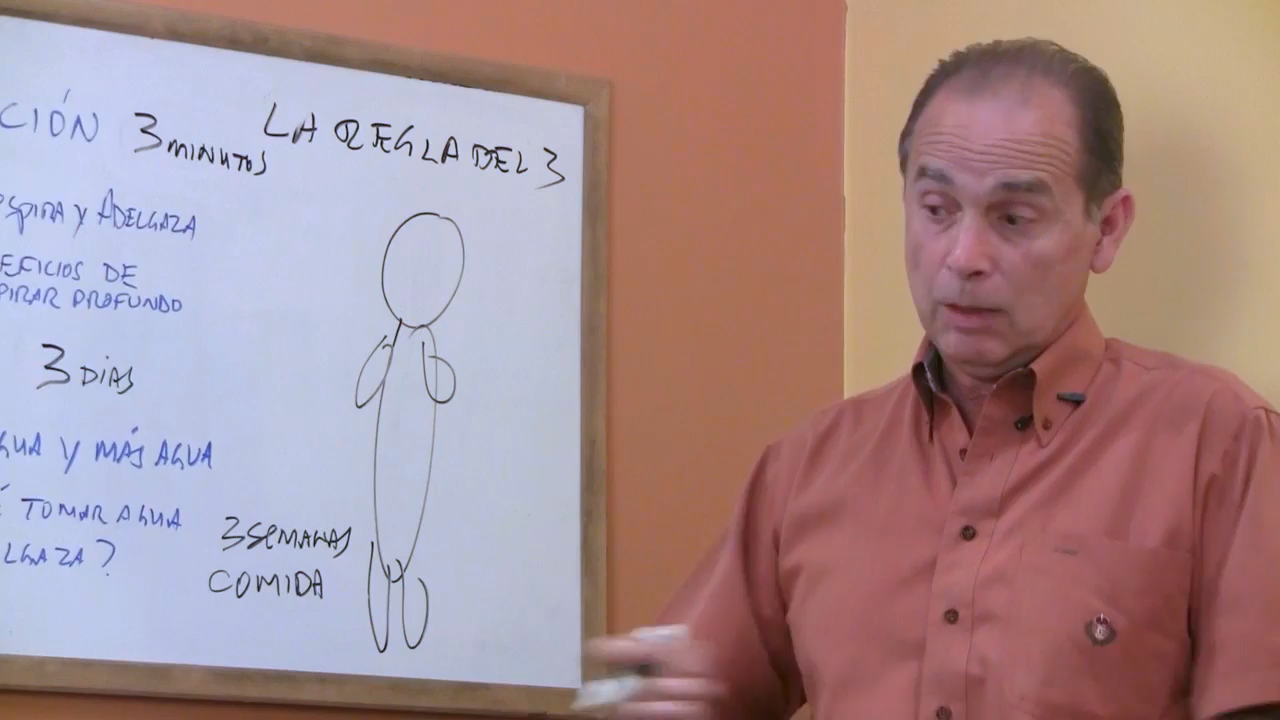 CIÓN 3 MINUTOS
LA REGLA DEL 3
SPIRA Y ADELGAZA
EFICIOS DE
PIRAR PROFUNDO
3 DIAS
GUA Y MÁS AGUA
É TOMAR AGUA
LGAZA?
3 SEMANAS
COMIDA